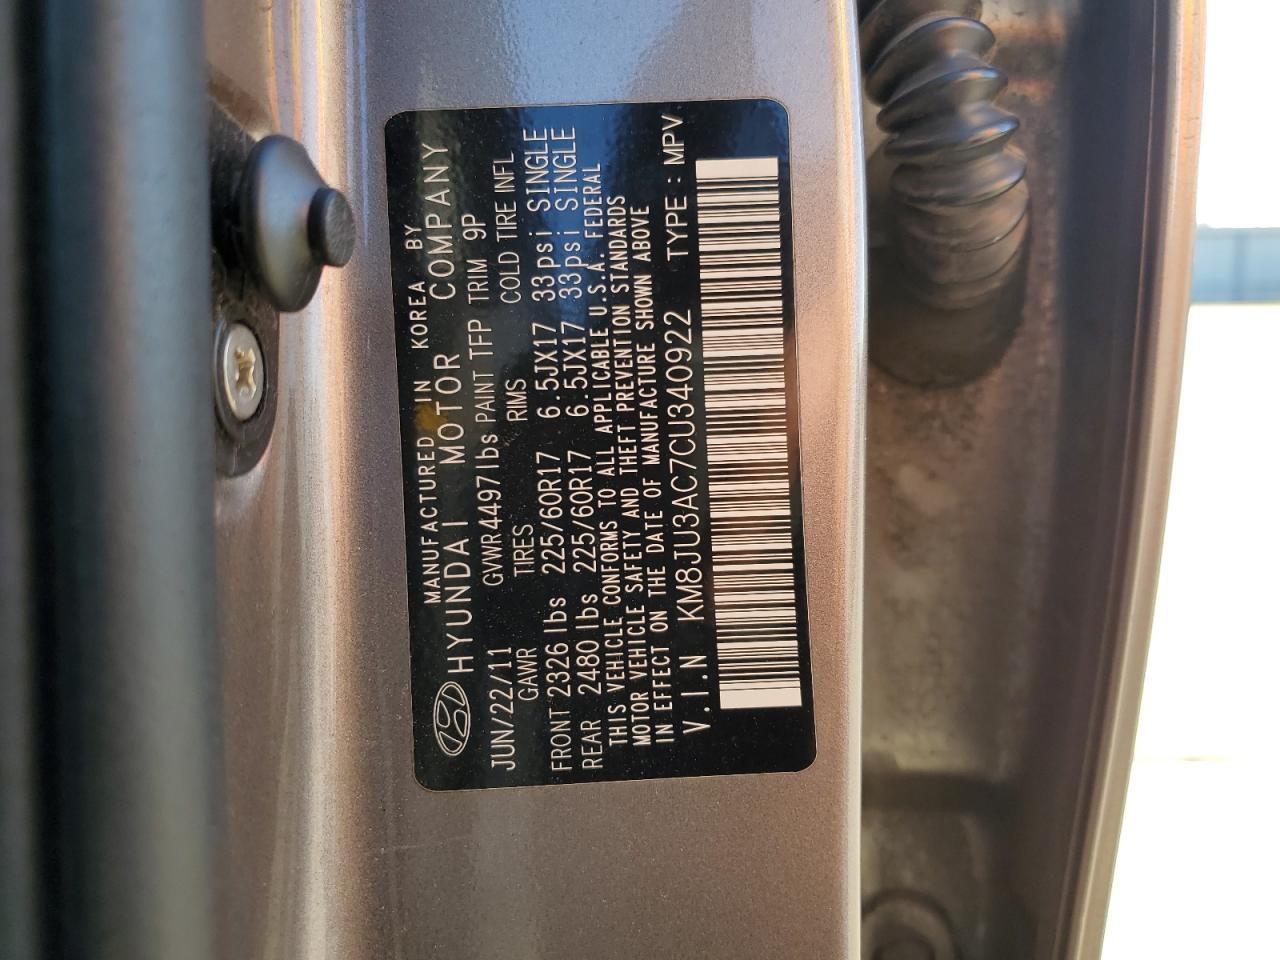 MANUFACTURED IN KOREA BY
HYUNDAI MOTOR COMPANY
JUN/22/11 GVWR4497lbs PAINT TFP TRIM 9P
GAWR TIRES RIMS COLD TIRE INFL
FRONT 2326 lbs 225/60R17 6.5JX17 33psi SINGLE
REAR 2480 lbs 225/60R17 6.5JX17 33psi SINGLE
THIS VEHICLE CONFORMS TO ALL APPLICABLE U.S.A. FEDERAL
MOTOR VEHICLE SAFETY AND THEFT PREVENTION STANDARDS
IN EFFECT ON THE DATE OF MANUFACTURE SHOWN ABOVE
V.I.N KM8JU3AC7CU340922 TYPE : MPV